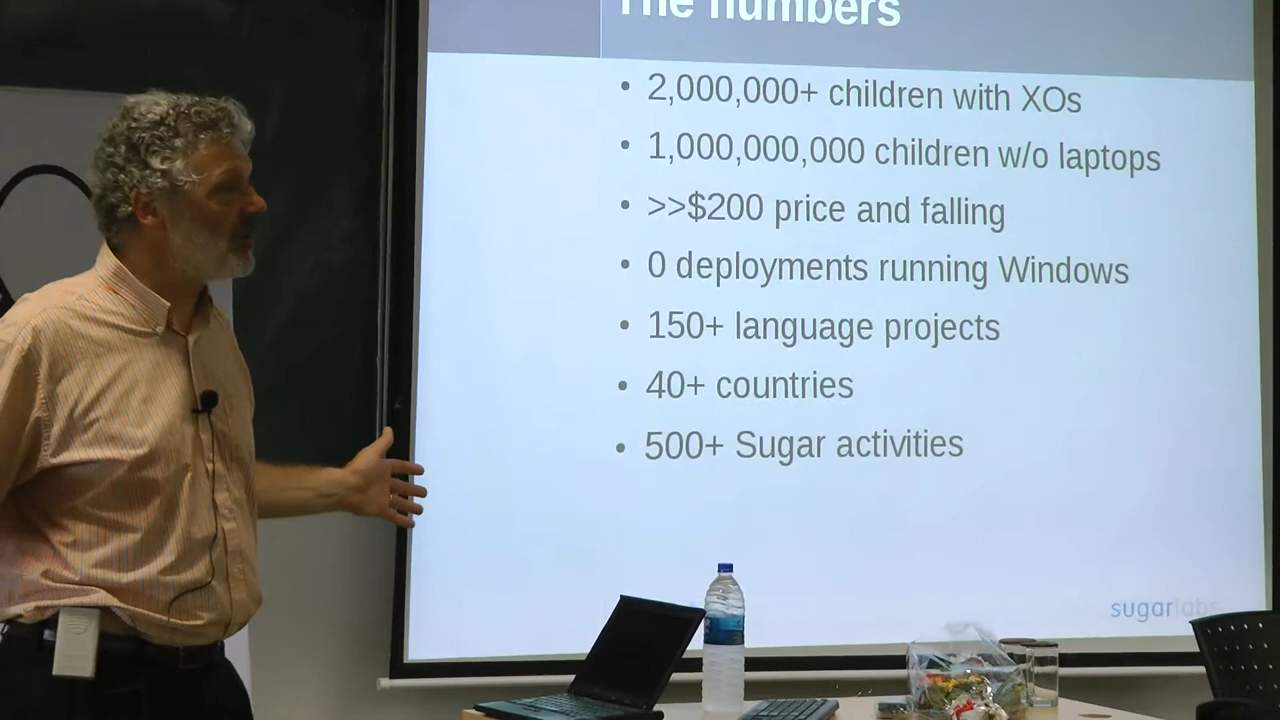 The numbers
• 2,000,000+ children with XOs
• 1,000,000,000 children w/o laptops
• >>$200 price and falling
• 0 deployments running Windows
• 150+ language projects
• 40+ countries
• 500+ Sugar activities
sugarlabs